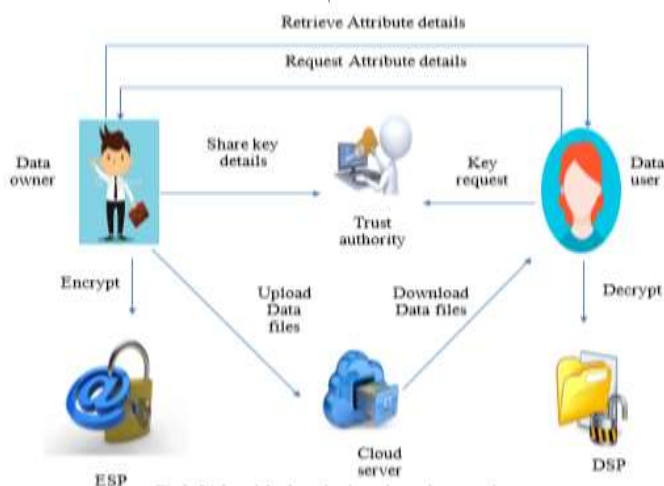 Retrieve Attribute details
Request Attribute details
Data
owner
Share key
details
Key
request
Data
user
Trust
authority
Encrypt
Upload
Data
files
Download
Data files
Decrypt
Cloud
server
ESP
DSP